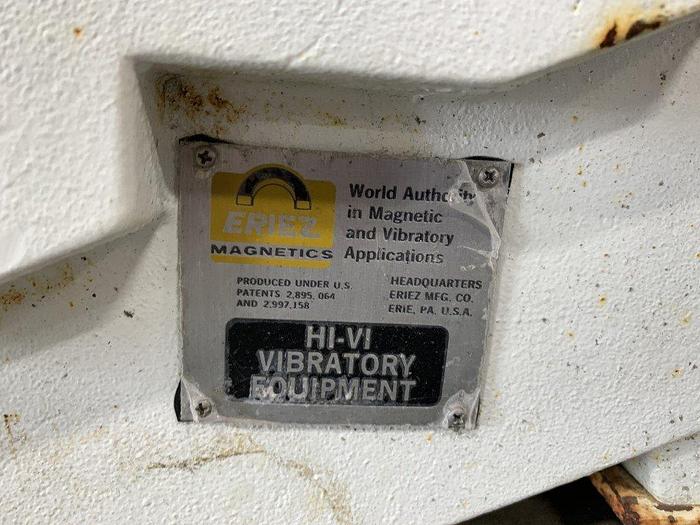 ERIEZ
MAGNETICS
World Authority
in Magnetic
and Vibratory
Applications
PRODUCED UNDER U.S.
PATENTS 2,895,064
AND 2,997,158
HEADQUARTERS
ERIEZ MFG. CO.
ERIE, PA. U.S.A.
HI-VI
VIBRATORY
EQUIPMENT